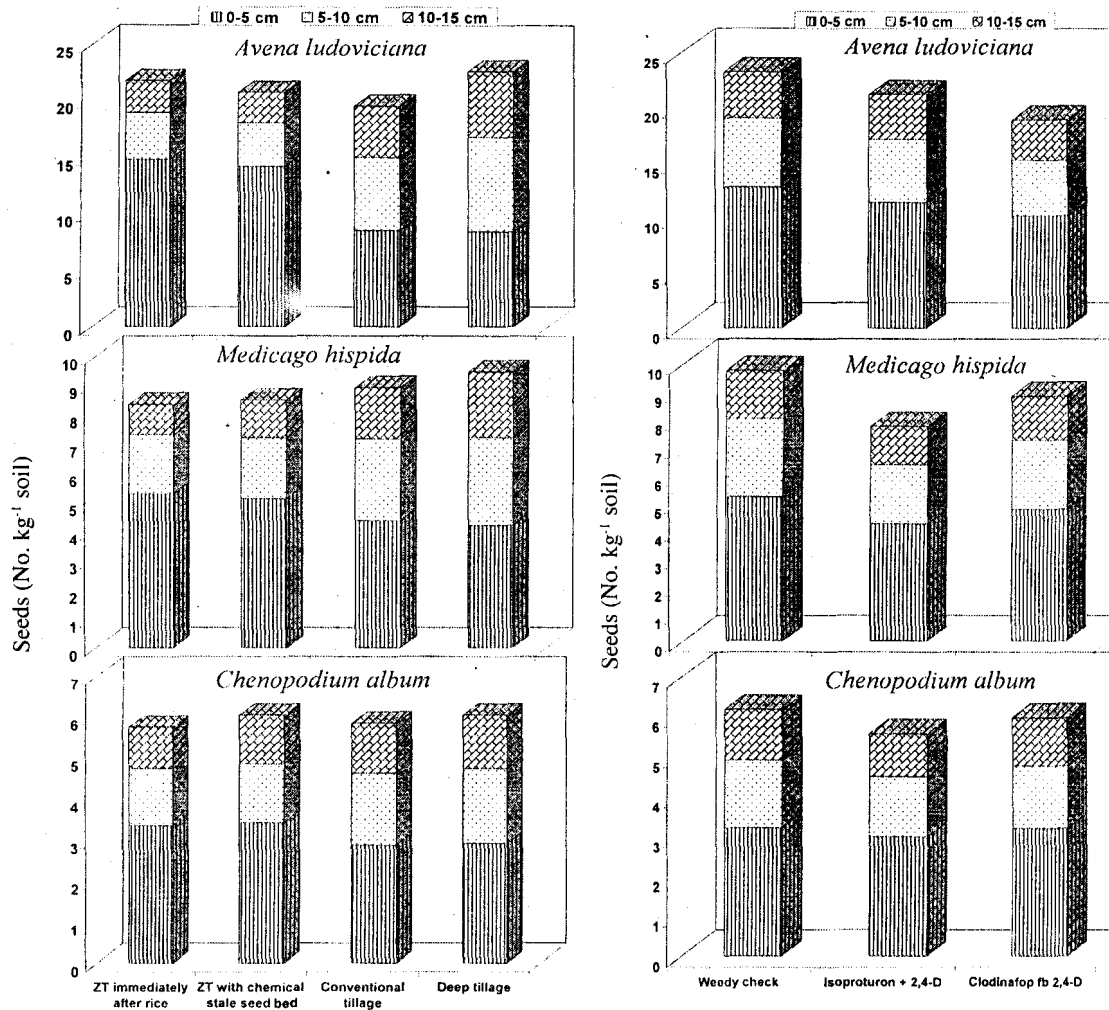 0-5 cm 5-10 cm 10-15 cm
Avena ludoviciana
25
20
15
10
5
0
Medicago hispida
10
9
8
7
6
5
4
3
2
1
0
Chenopodium album
7
6
5
4
3
2
1
0
Seeds (No. kg⁻¹ soil)
ZT immediately after rice
ZT with chemical stale seed bed
Conventional tillage
Deep tillage
0-5 cm 5-10 cm 10-15 cm
Avena ludoviciana
25
20
15
10
5
0
Medicago hispida
10
9
8
7
6
5
4
3
2
1
0
Chenopodium album
7
6
5
4
3
2
1
0
Seeds (No. kg⁻¹ soil)
Weedy check
Isoproturon + 2,4-D
Clodinafop fb 2,4-D